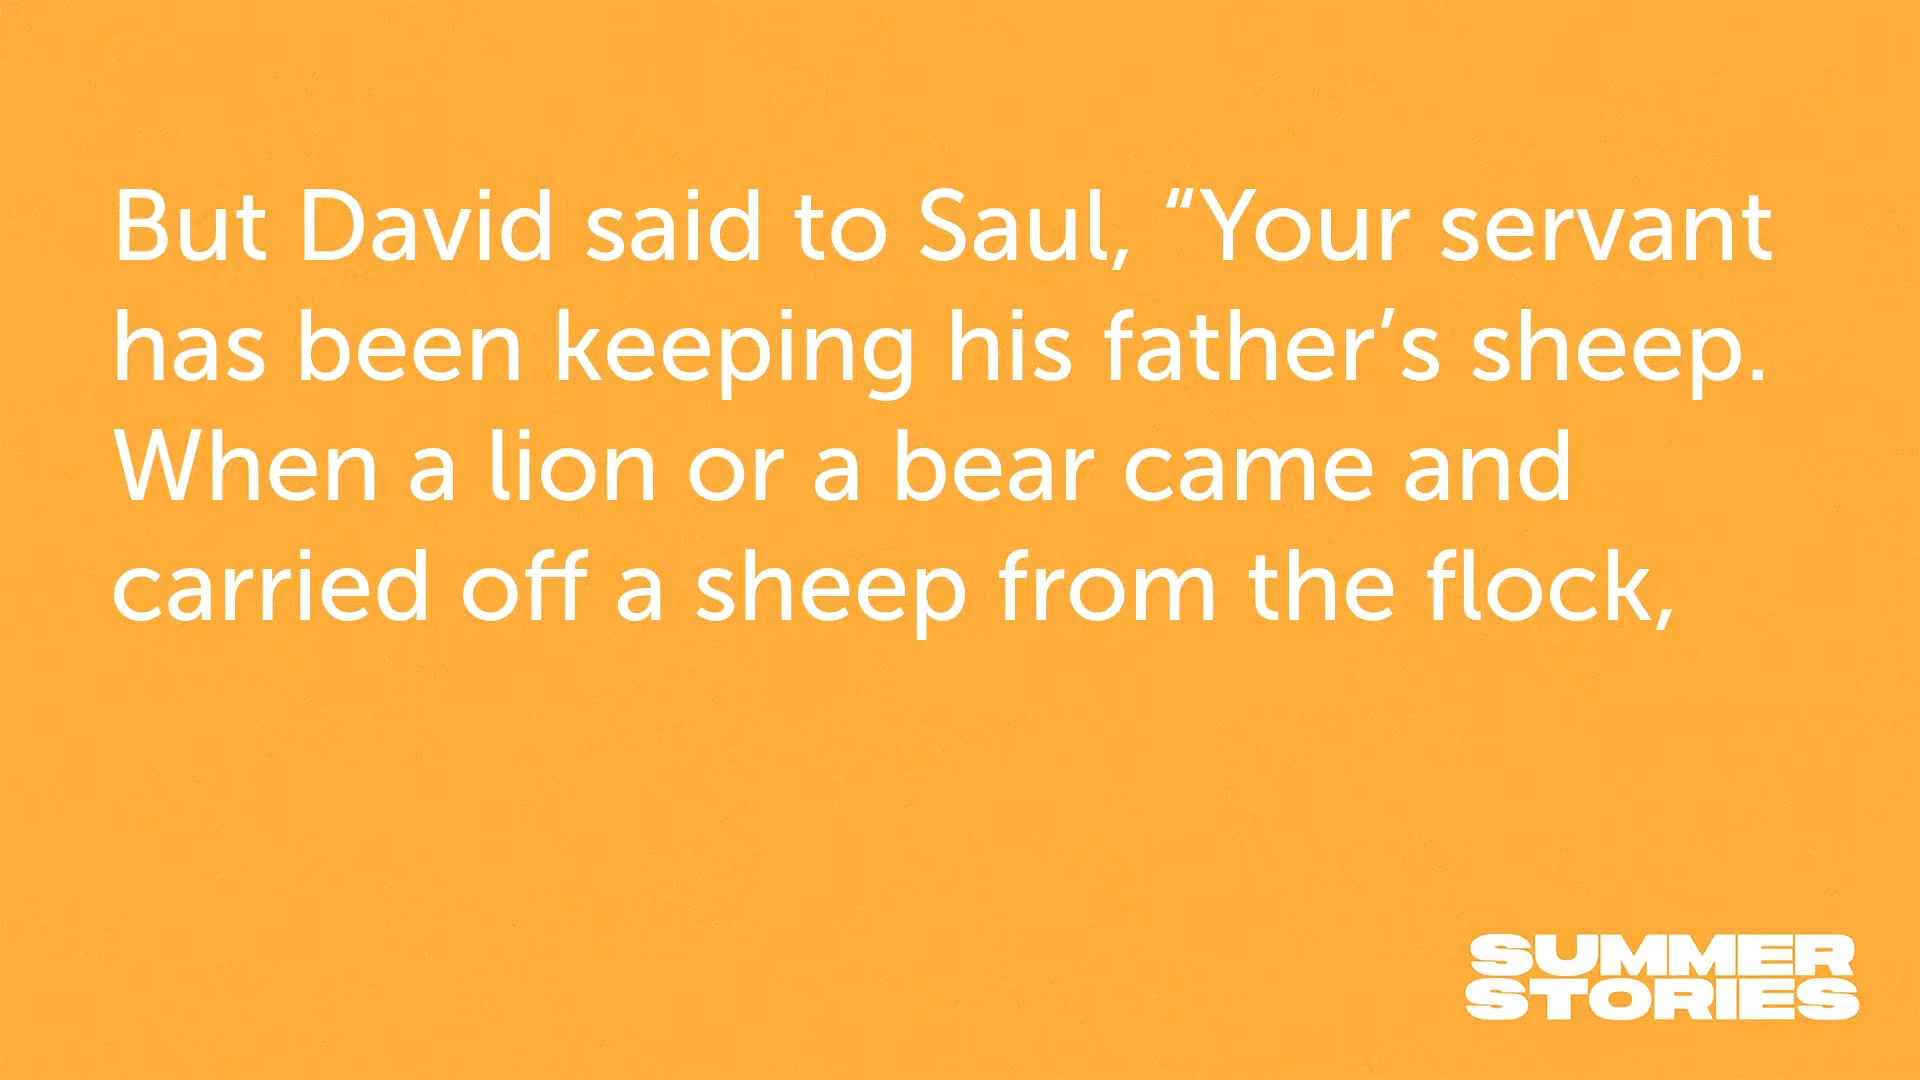 But David said to Saul, “Your servant
has been keeping his father’s sheep.
When a lion or a bear came and
carried off a sheep from the flock,
SUMMER
STORIES